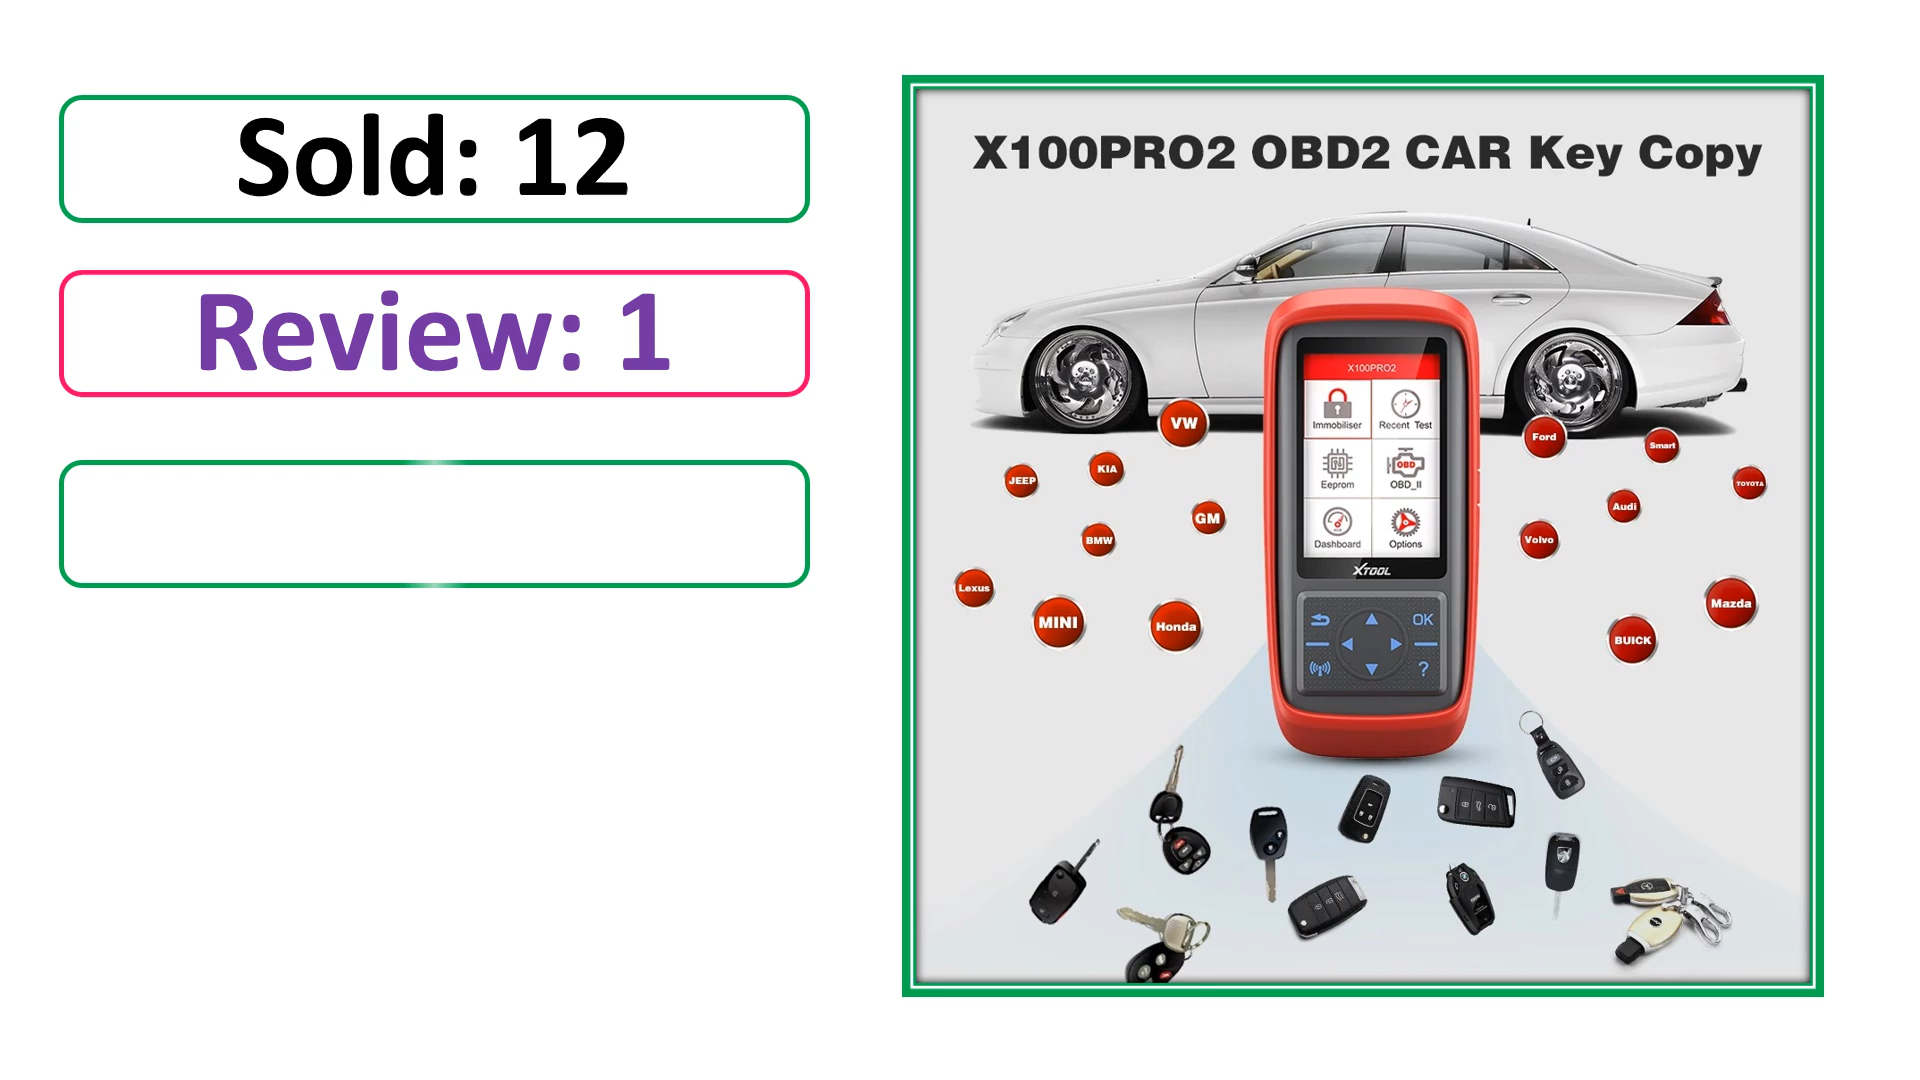 Sold: 12
Review: 1
X100PRO2 OBD2 CAR Key Copy
X100PRO2
Immobiliser
Recent Test
Eeprom
OBD
OBD_II
Dashboard
Options
XTOOL
OK
?
VW
JEEP
KIA
GM
BMW
Lexus
MINI
Honda
Ford
Smart
TOYOTA
Audi
Volvo
Mazda
BUICK